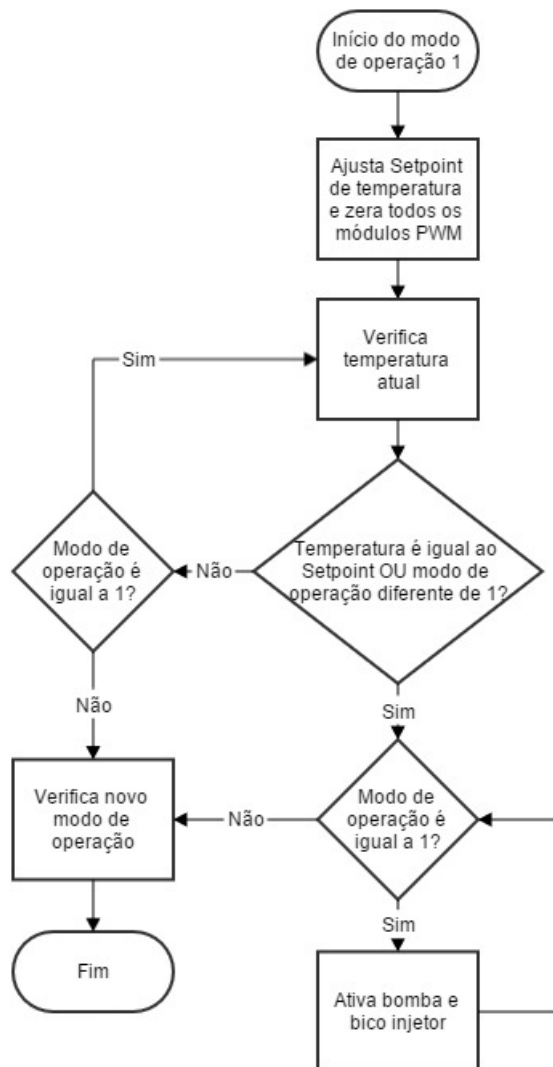 Início do modo
de operação 1
Ajusta Setpoint
de temperatura
e zera todos os
módulos PWM
Verifica
temperatura
atual
Sim
Temperatura é igual ao
Setpoint OU modo de
operação diferente de 1?
Não
Modo de
operação é
igual a 1?
Não
Sim
Verifica novo
modo de
operação
Não
Modo de
operação é
igual a 1?
Sim
Fim
Ativa bomba e
bico injetor